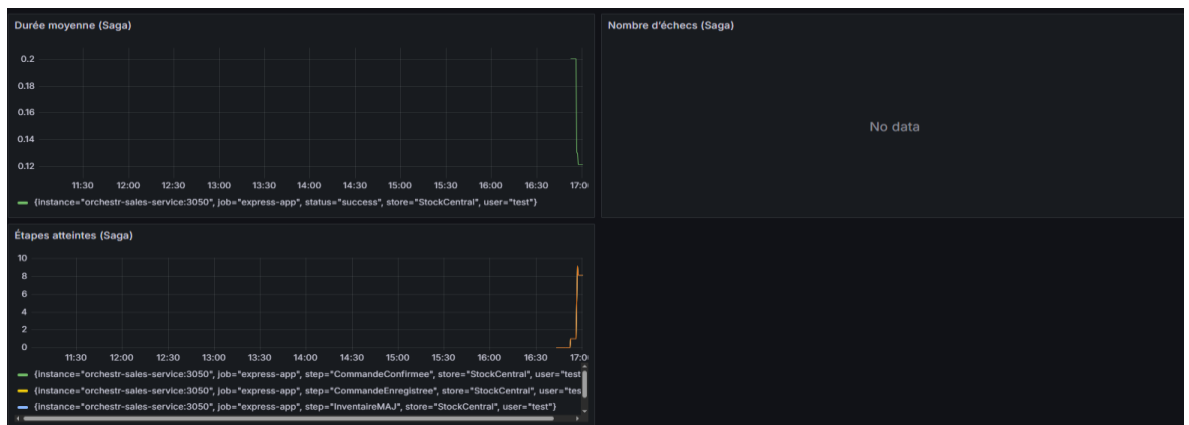 Durée moyenne (Saga)
0.2
0.18
0.16
0.14
0.12
11:30 12:00 12:30 13:00 13:30 14:00 14:30 15:00 15:30 16:00 16:30 17:0
{instance="orchestr-sales-service:3050", job="express-app", status="success", store="StockCentral", user="test"}
Nombre d'échecs (Saga)
No data
Étapes atteintes (Saga)
10
8
6
4
2
0
11:30 12:00 12:30 13:00 13:30 14:00 14:30 15:00 15:30 16:00 16:30 17:0
{instance="orchestr-sales-service:3050", job="express-app", step="CommandeConfirmee", store="StockCentral", user="test
{instance="orchestr-sales-service:3050", job="express-app", step="CommandeEnregistree", store="StockCentral", user="tes
{instance="orchestr-sales-service:3050", job="express-app", step="InventaireMAJ", store="StockCentral", user="test"}